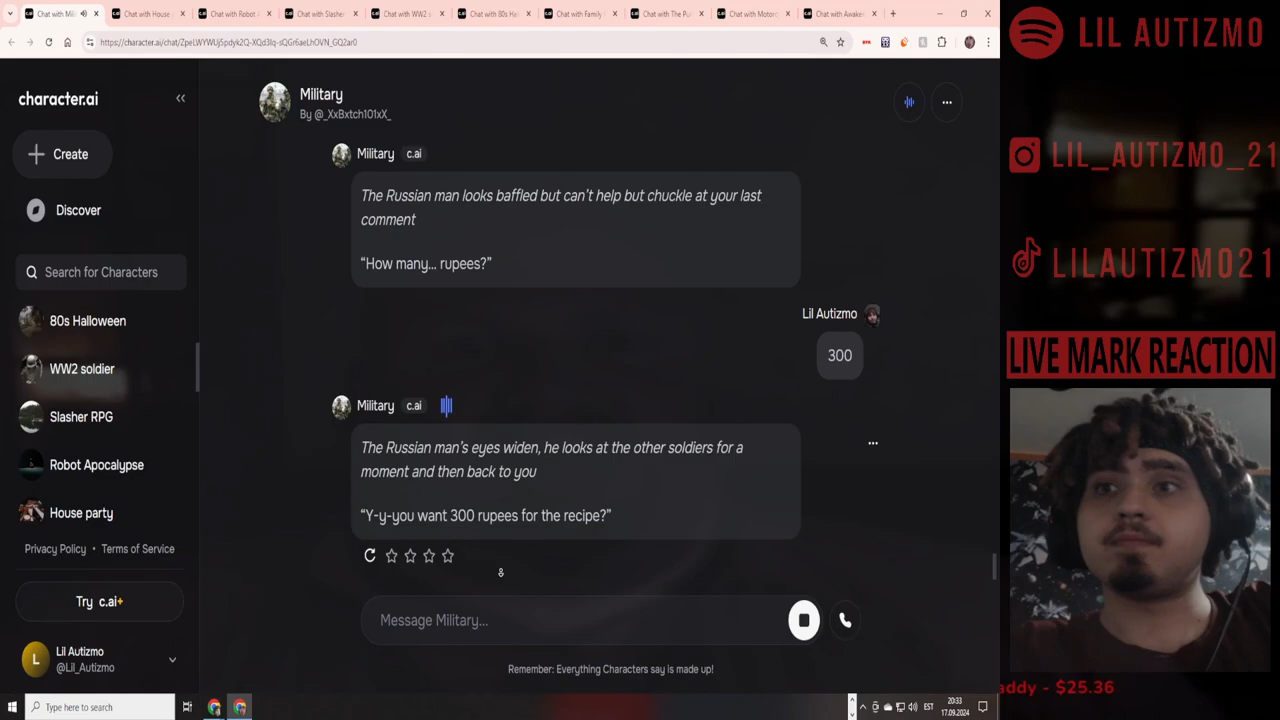 Chat with Mili
Chat with House
Chat with Robot A
Chat with Slasher
Chat with WW2 s
Chat with 80s Hal
Chat with Family
Chat with The Pu
Chat with Motorc
Chat with Awake
https://character.ai/chat/ZpeLWYWUj5pdyk2Q-XQd3Iq-sQGr6aeLhOVN_GQ2ar0
character.ai
Create
Discover
Search for Characters
80s Halloween
WW2 soldier
Slasher RPG
Robot Apocalypse
House party
Privacy Policy • Terms of Service
Try c.ai+
L
Lil Autizmo
@Lil_Autizmo
Military
By @_XxBxtch101xX_
Military c.ai
The Russian man looks baffled but can't help but chuckle at your last
comment
“How many... rupees?”
Lil Autizmo
300
Military c.ai
The Russian man's eyes widen, he looks at the other soldiers for a
moment and then back to you
“Y-y-you want 300 rupees for the recipe?”
Message Military...
Remember: Everything Characters say is made up!
LIL AUTIZMO
LIL_AUTIZMO_21
LILAUTIZMO21
LIVE MARK REACTION
addy - $25.36
Type here to search
EST
20:33
17.09.2024